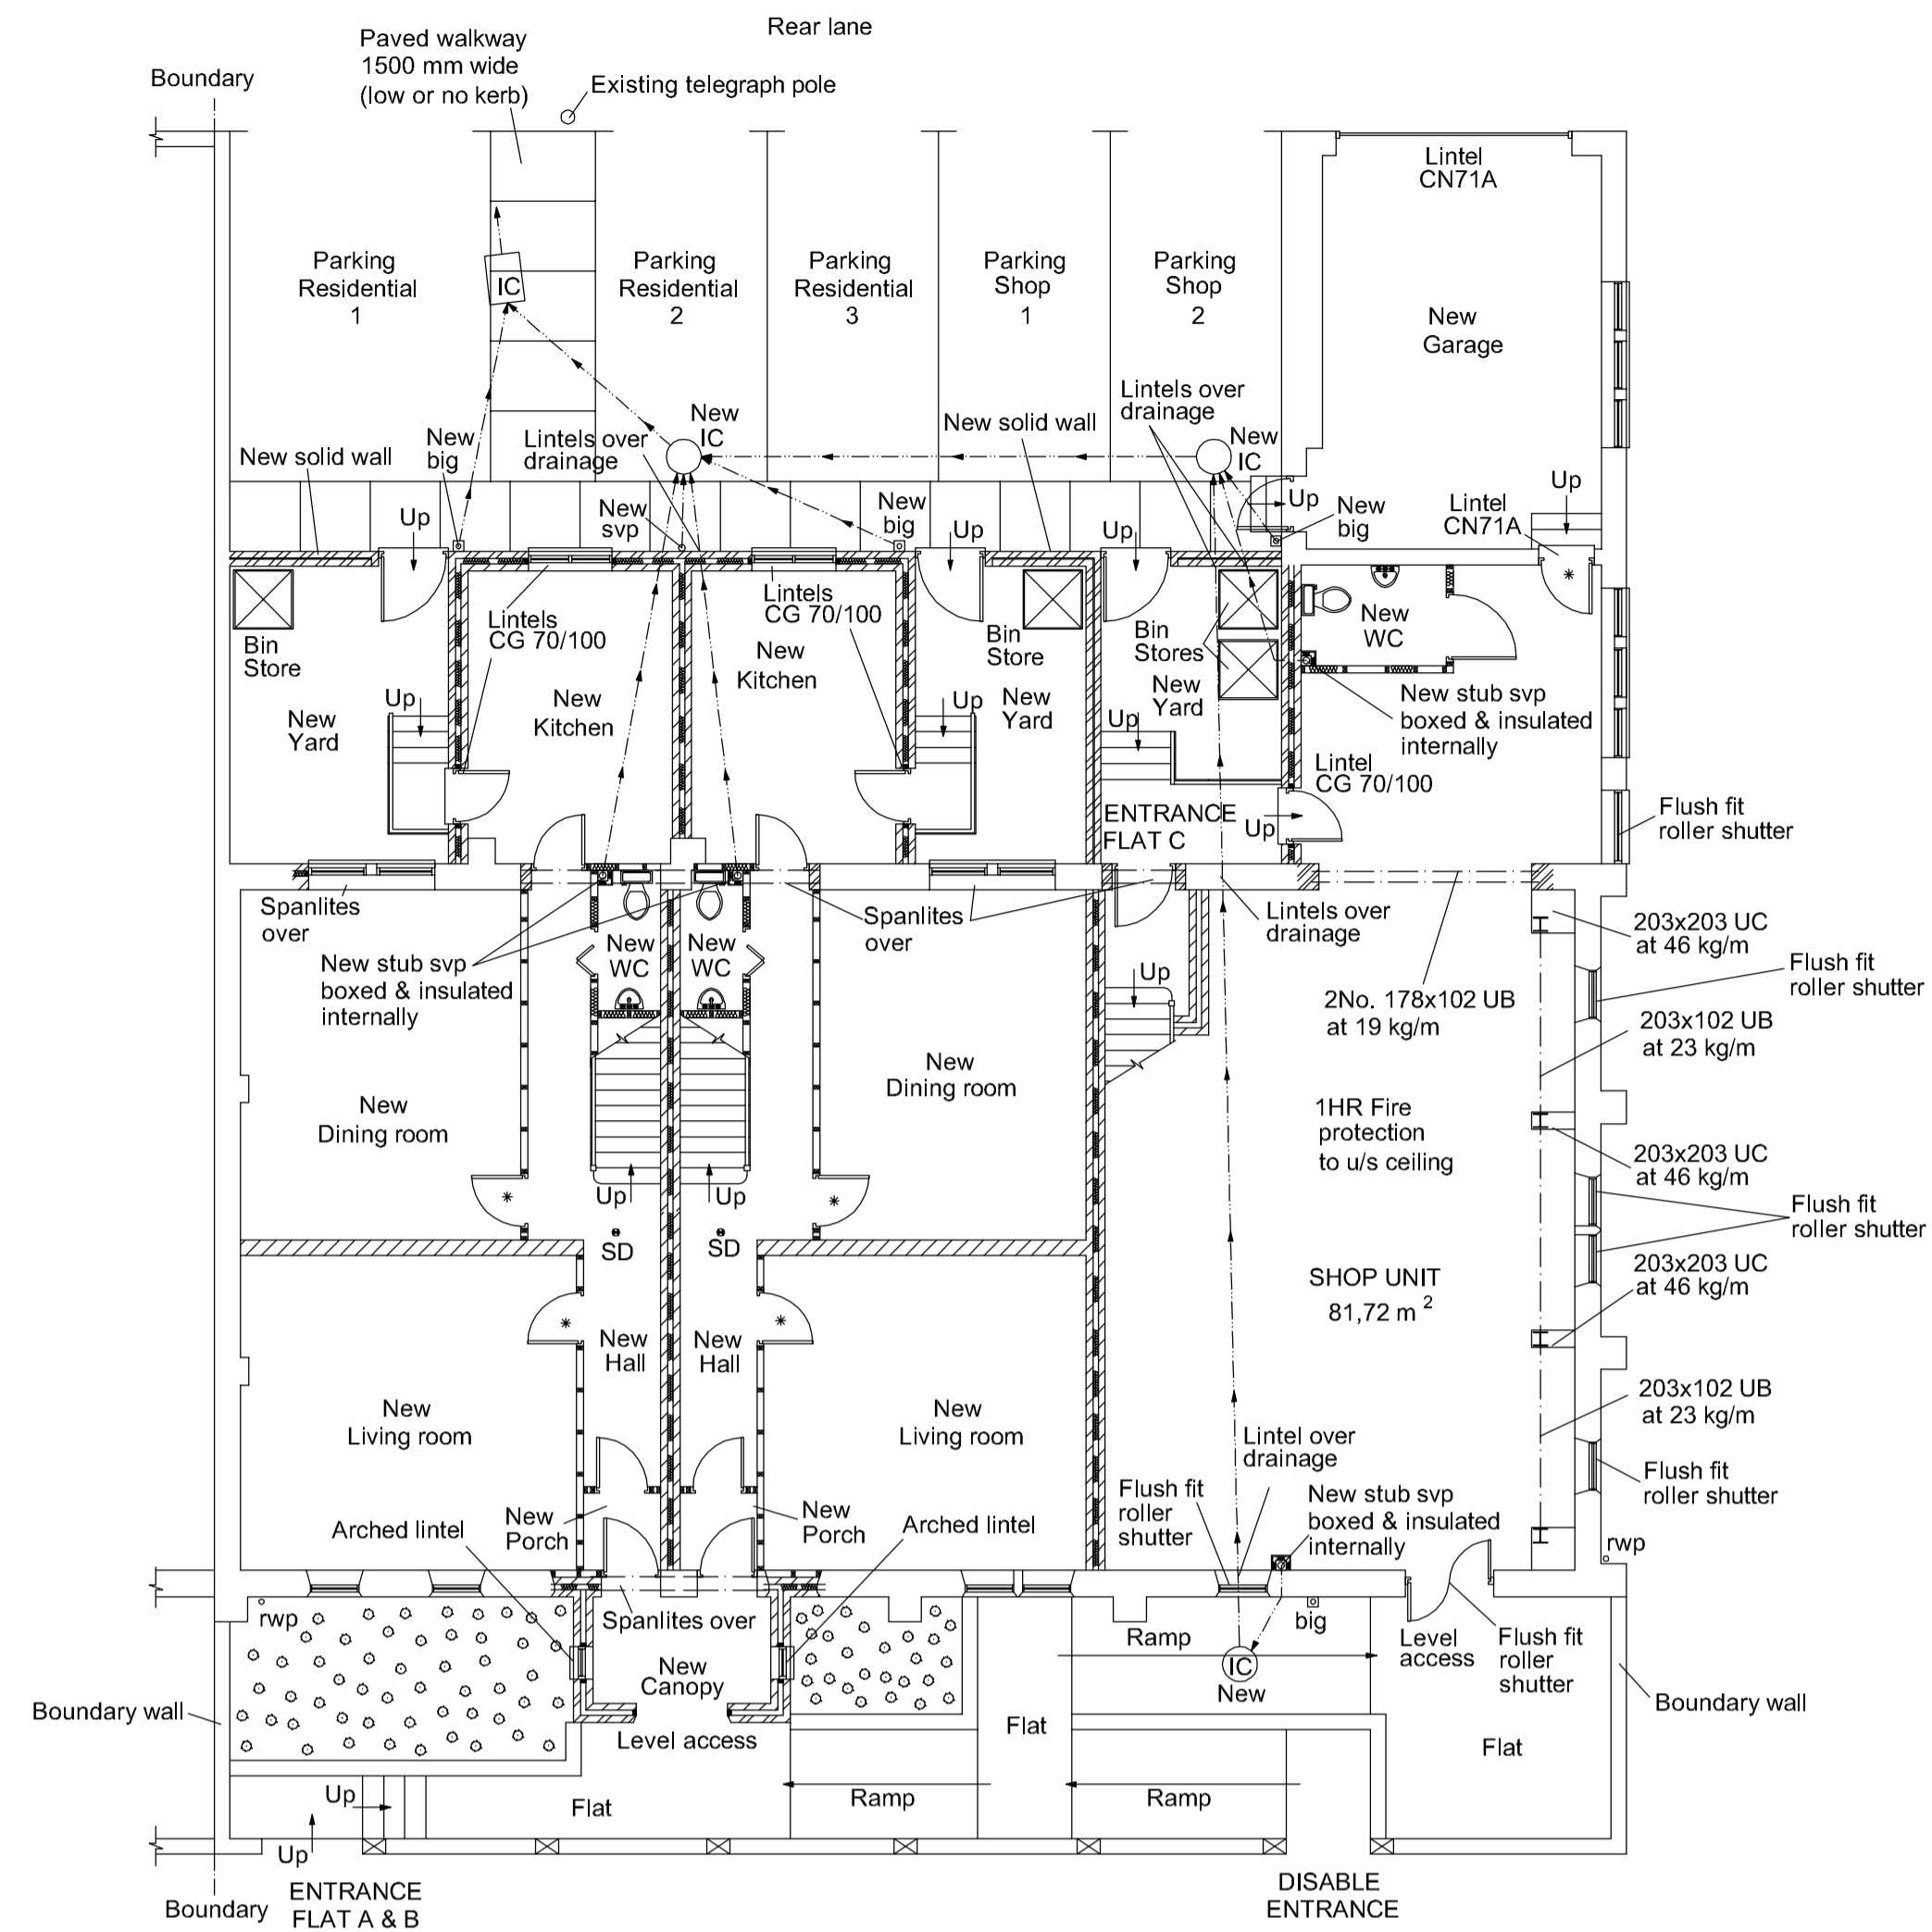 Rear lane
Paved walkway
1500 mm wide
(low or no kerb)
Boundary
Existing telegraph pole
Lintel
CN71A
Parking
Residential
1
IC
Parking
Residential
2
Parking
Residential
3
Parking
Shop
1
Parking
Shop
2
New
Garage
Lintels over
drainage
New solid wall
New
big
Lintels over
drainage
New
IC
New solid wall
New
IC
Up
New
svp
New
big
Up
Up
Up
New
big
Lintel
CN71A
Up
*
Bin
Store
Lintels
CG 70/100
Lintels
CG 70/100
New
Kitchen
Bin
Store
Bin
Stores
New
WC
New
Yard
Up
New
Kitchen
Up
New
Yard
New
Yard
Up
New stub svp
boxed & insulated
internally
Lintel
CG 70/100
ENTRANCE
FLAT C
Up
Flush fit
roller shutter
Spanlites
over
New
WC
New
WC
Spanlites
over
Lintels over
drainage
203x203 UC
at 46 kg/m
New stub svp
boxed & insulated
internally
Up
2No. 178x102 UB
at 19 kg/m
Flush fit
roller shutter
203x102 UB
at 23 kg/m
New
Dining room
New
Dining room
1HR Fire
protection
to u/s ceiling
203x203 UC
at 46 kg/m
*
Up
Up
*
Flush fit
roller shutter
SD
SD
203x203 UC
at 46 kg/m
SHOP UNIT
81,72 m 2
*
New
Hall
New
Hall
*
203x102 UB
at 23 kg/m
New
Living room
New
Living room
Lintel over
drainage
Flush fit
roller shutter
Flush fit
roller
shutter
New stub svp
boxed & insulated
internally
Arched lintel
New
Porch
New
Porch
Arched lintel
rwp
rwp
Spanlites over
big
Ramp
Level
access
Flush fit
roller
shutter
New
Canopy
IC
New
Boundary wall
Boundary wall
Level access
Flat
Flat
Up
Flat
Ramp
Ramp
Up
Boundary
ENTRANCE
FLAT A & B
DISABLE
ENTRANCE